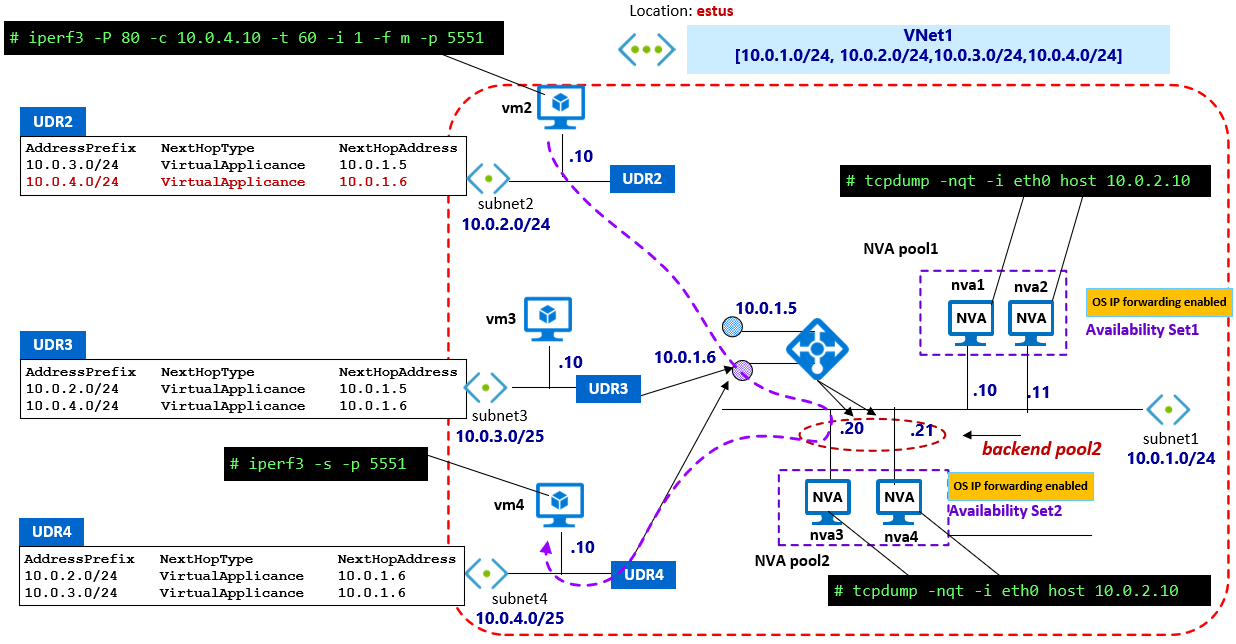 Location: estus
# iperf3 -P 80 -c 10.0.4.10 -t 60 -i 1 -f m -p 5551
VNet1
[10.0.1.0/24, 10.0.2.0/24,10.0.3.0/24,10.0.4.0/24]
vm2
.10
UDR2
AddressPrefix NextHopType NextHopAddress
10.0.3.0/24 VirtualApplicance 10.0.1.5
10.0.4.0/24 VirtualApplicance 10.0.1.6
UDR2
subnet2
10.0.2.0/24
# tcpdump -nqt -i eth0 host 10.0.2.10
NVA pool1
nva1
nva2
NVA
NVA
OS IP forwarding enabled
Availability Set1
.10
.11
vm3
.10
10.0.1.5
10.0.1.6
UDR3
AddressPrefix NextHopType NextHopAddress
10.0.2.0/24 VirtualApplicance 10.0.1.5
10.0.4.0/24 VirtualApplicance 10.0.1.6
UDR3
subnet3
10.0.3.0/25
subnet1
10.0.1.0/24
.20
.21
backend pool2
# iperf3 -s -p 5551
vm4
.10
NVA
NVA
nva3
nva4
OS IP forwarding enabled
Availability Set2
NVA pool2
UDR4
AddressPrefix NextHopType NextHopAddress
10.0.2.0/24 VirtualApplicance 10.0.1.6
10.0.3.0/24 VirtualApplicance 10.0.1.6
UDR4
subnet4
10.0.4.0/25
# tcpdump -nqt -i eth0 host 10.0.2.10